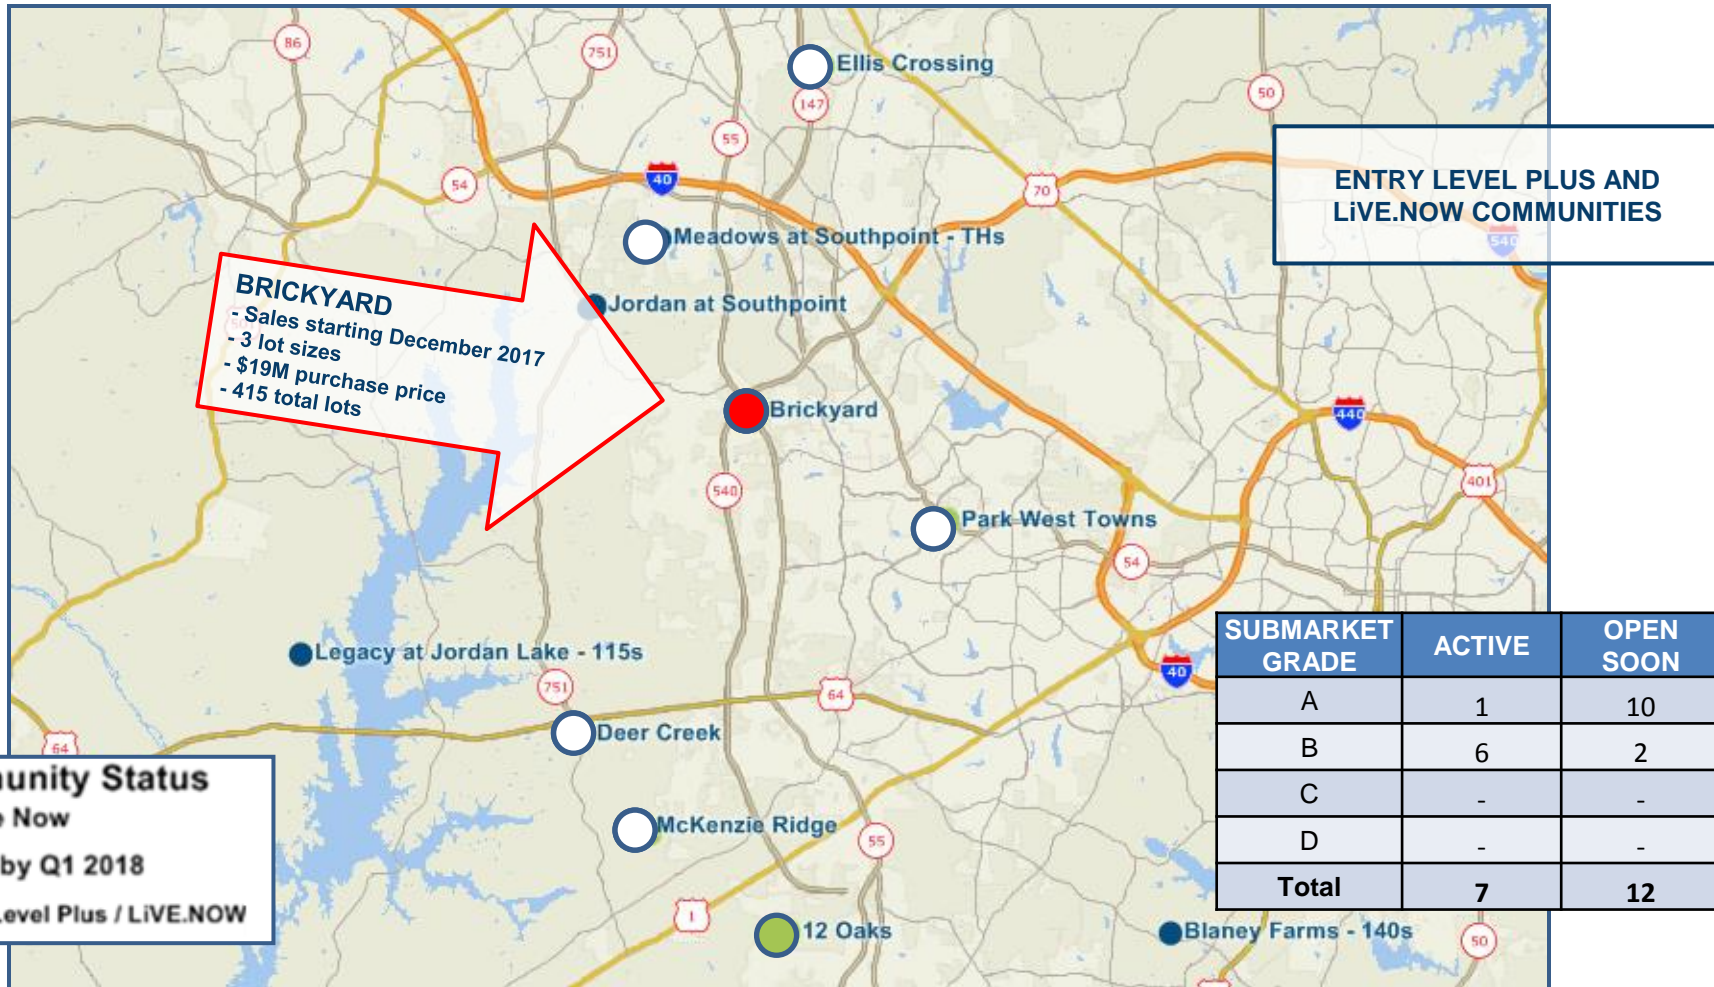 86
751
Ellis Crossing
147
50
55
ENTRY LEVEL PLUS AND
LiVE.NOW COMMUNITIES
54
40
70
540
Meadows at Southpoint - THs
BRICKYARD
- Sales starting December 2017
- 3 lot sizes
- $19M purchase price
- 415 total lots
Jordan at Southpoint
Brickyard
440
401
540
Park West Towns
54
Legacy at Jordan Lake - 115s
751
64
40
Deer Creek
64
SUBMARKET GRADE ACTIVE OPEN SOON
A 1 10
B 6 2
C - -
D - -
Total 7 12
munity Status
e Now
by Q1 2018
Level Plus / LiVE.NOW
McKenzie Ridge
55
1
12 Oaks
Blaney Farms - 140s
50